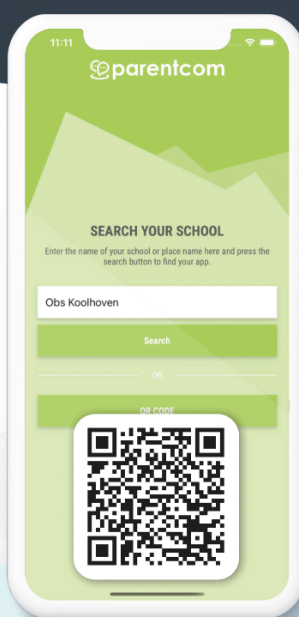 11:11
parentcom
SEARCH YOUR SCHOOL
Enter the name of your school or place name here and press the
search button to find your app.
Obs Koolhoven
Search
OR
QR CODE